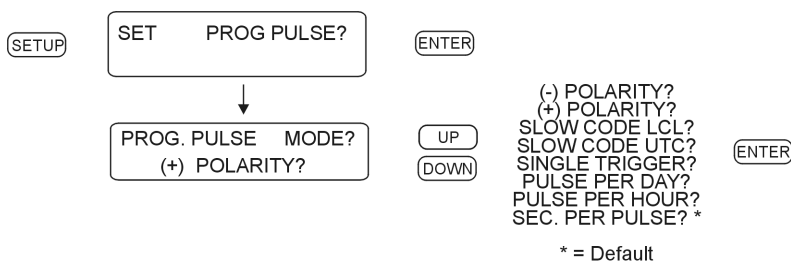 SETUP
SET PROG PULSE?
ENTER
PROG. PULSE MODE?
(+) POLARITY?
UP
DOWN
(-) POLARITY?
(+) POLARITY?
SLOW CODE LCL?
SLOW CODE UTC?
SINGLE TRIGGER?
PULSE PER DAY?
PULSE PER HOUR?
SEC. PER PULSE? *
ENTER
* = Default